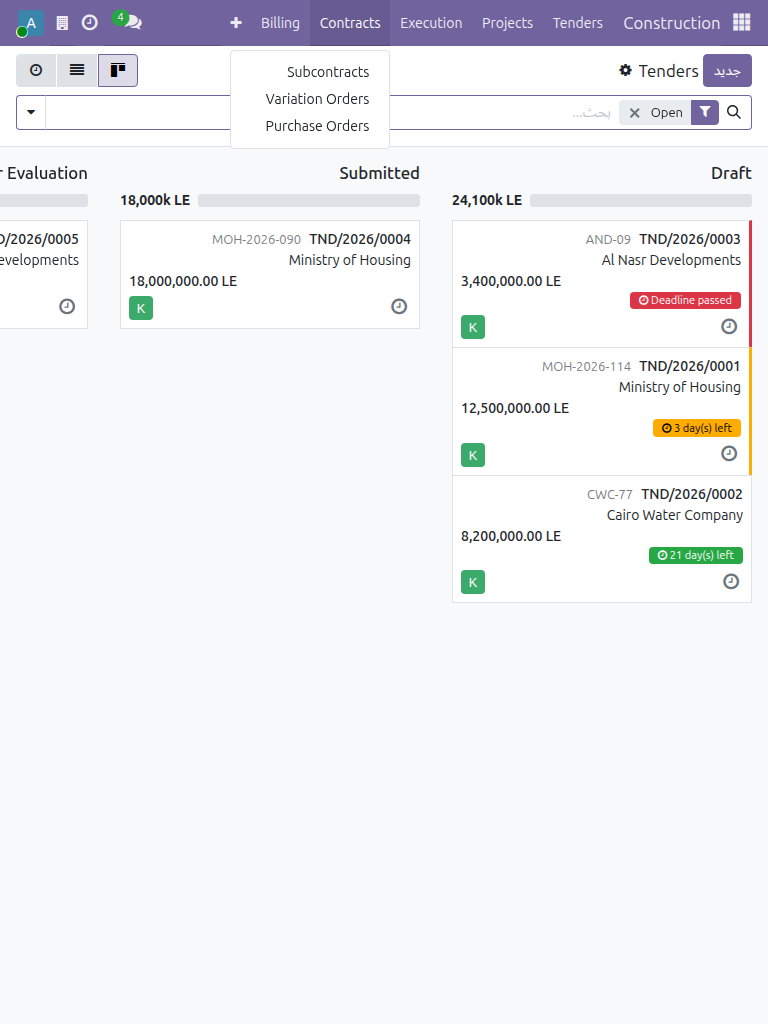 Construction
Tenders
Projects
Execution
Contracts
Billing
4
A
Subcontracts
Variation Orders
Purchase Orders
جديد
Tenders
Open
بحث...
Draft
24,100k LE
TND/2026/0003 AND-09
Al Nasr Developments
3,400,000.00 LE
Deadline passed
K
TND/2026/0001 MOH-2026-114
Ministry of Housing
12,500,000.00 LE
3 day(s) left
K
TND/2026/0002 CWC-77
Cairo Water Company
8,200,000.00 LE
21 day(s) left
K
Submitted
18,000k LE
TND/2026/0004 MOH-2026-090
Ministry of Housing
18,000,000.00 LE
K
Evaluation
/2026/0005
evelopments